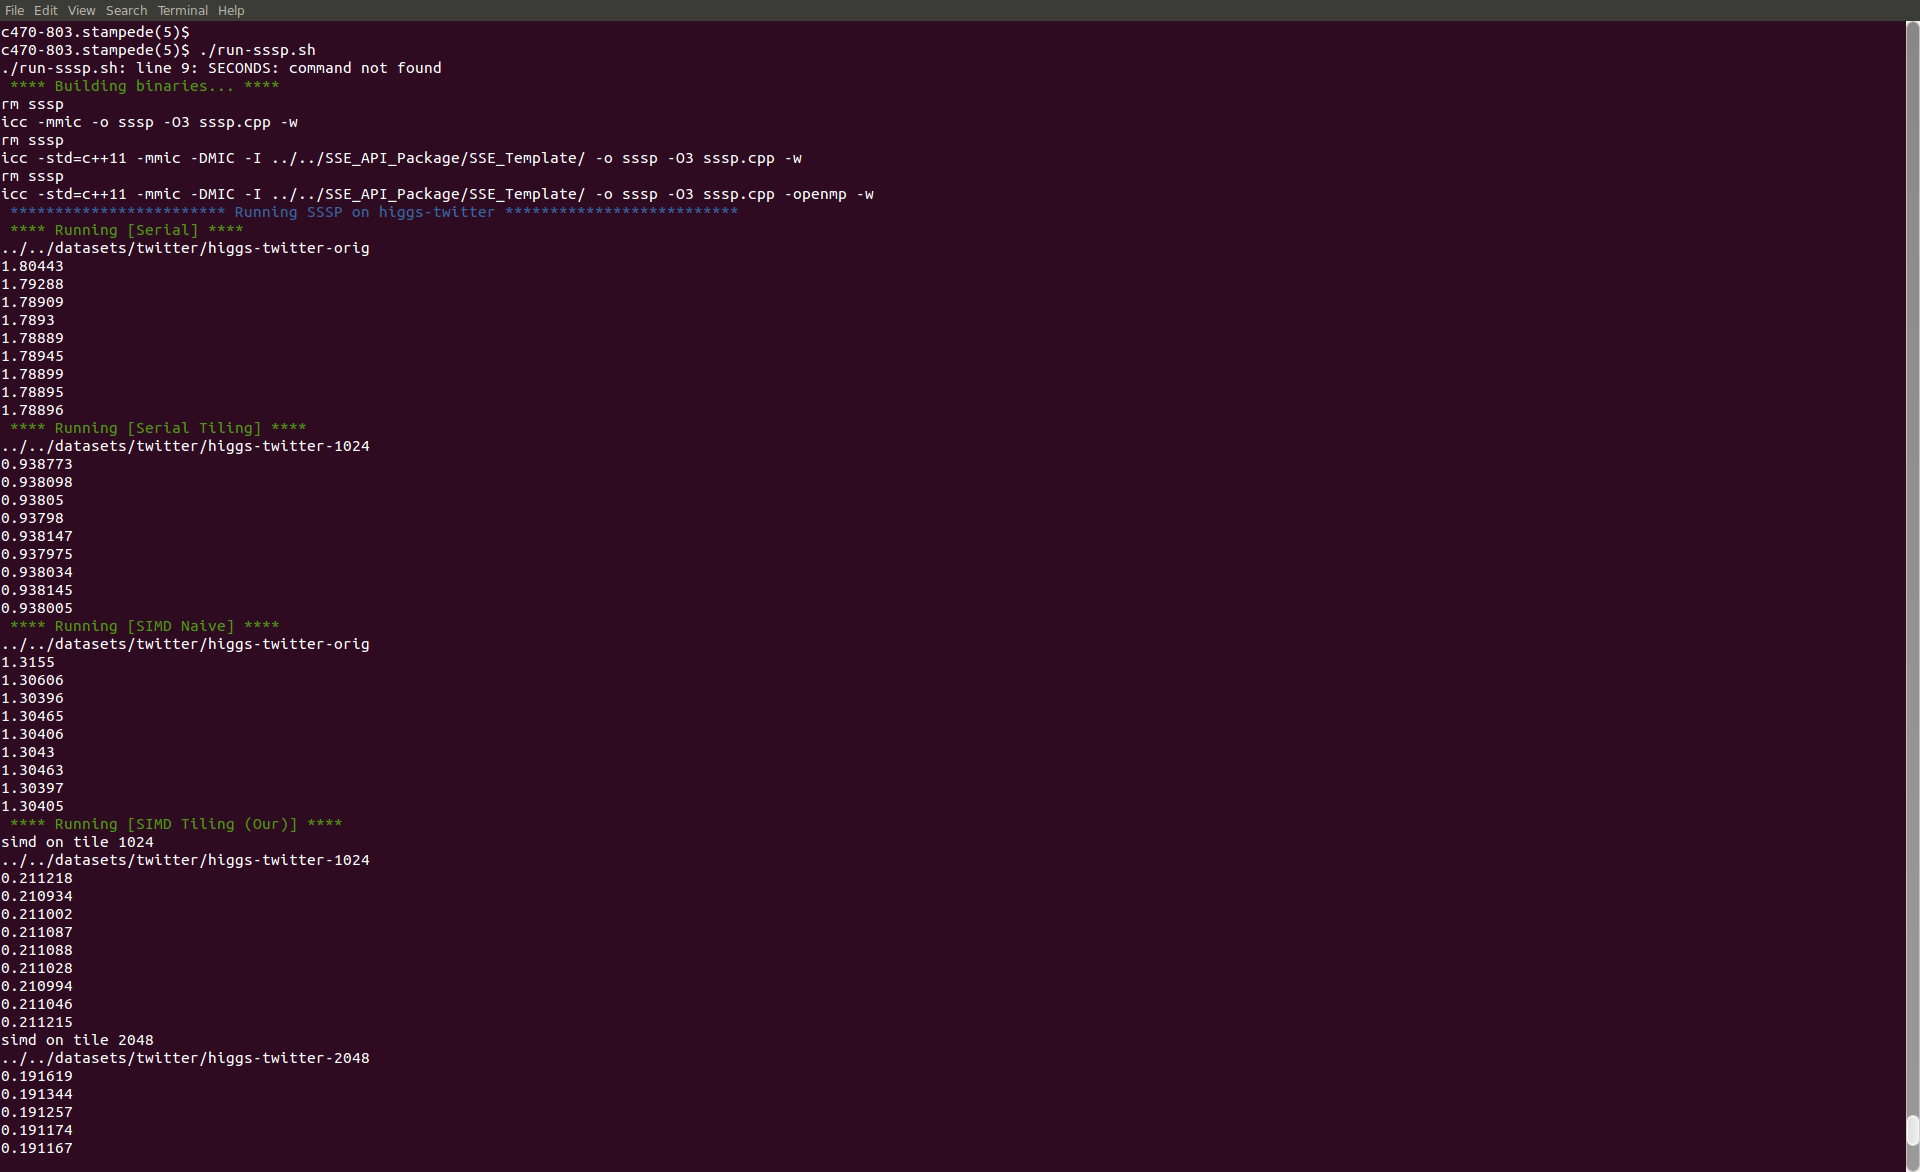 File Edit View Search Terminal Help
c470-803.stampede(5)$
c470-803.stampede(5)$ ./run-sssp.sh
./run-sssp.sh: line 9: SECONDS: command not found
**** Building binaries... ****
rm sssp
icc -mmic -o sssp -O3 sssp.cpp -w
rm sssp
icc -std=c++11 -mmic -DMIC -I ../../SSE_API_Package/SSE_Template/ -o sssp -O3 sssp.cpp -w
rm sssp
icc -std=c++11 -mmic -DMIC -I ../../SSE_API_Package/SSE_Template/ -o sssp -O3 sssp.cpp -openmp -w
************************ Running SSSP on higgs-twitter **************************
**** Running [Serial] ****
../../datasets/twitter/higgs-twitter-orig
1.80443
1.79288
1.78909
1.7893
1.78889
1.78945
1.78899
1.78895
1.78896
**** Running [Serial Tiling] ****
../../datasets/twitter/higgs-twitter-1024
0.938773
0.938098
0.93805
0.93798
0.938147
0.937975
0.938034
0.938145
0.938005
**** Running [SIMD Naive] ****
../../datasets/twitter/higgs-twitter-orig
1.3155
1.30606
1.30396
1.30465
1.30406
1.3043
1.30463
1.30397
1.30405
**** Running [SIMD Tiling (Our)] ****
simd on tile 1024
../../datasets/twitter/higgs-twitter-1024
0.211218
0.210934
0.211002
0.211087
0.211088
0.211028
0.210994
0.211046
0.211215
simd on tile 2048
../../datasets/twitter/higgs-twitter-2048
0.191619
0.191344
0.191257
0.191174
0.191167